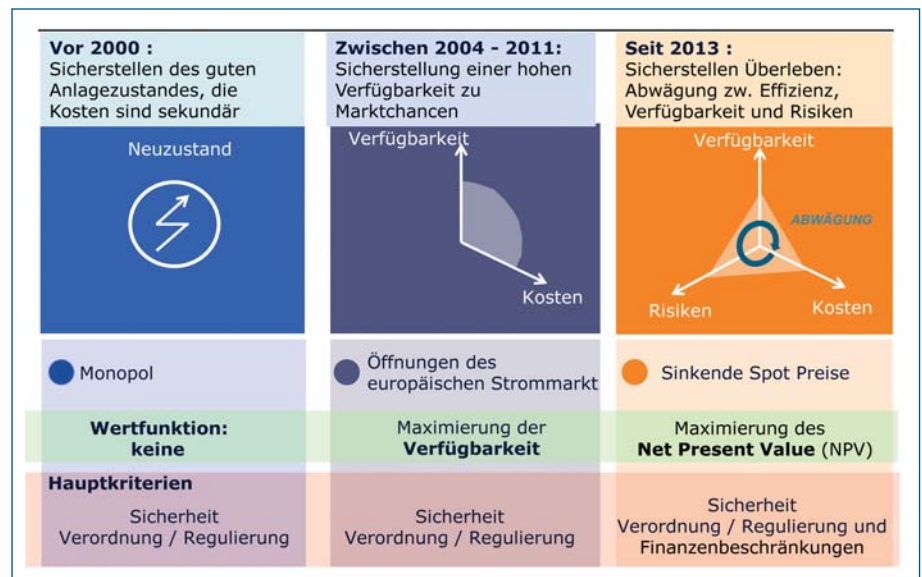 Vor 2000 :
Sicherstellen des guten
Anlagezustandes, die
Kosten sind sekundär
Neuzustand
Monopol
Wertfunktion:
keine
Hauptkriterien
Sicherheit
Verordnung / Regulierung
Zwischen 2004 - 2011:
Sicherstellung einer hohen
Verfügbarkeit zu
Marktchancen
Verfügbarkeit
Kosten
Öffnungen des
europäischen Strommarkt
Maximierung der
Verfügbarkeit
Sicherheit
Verordnung / Regulierung
Seit 2013 :
Sicherstellen Überleben:
Abwägung zw. Effizienz,
Verfügbarkeit und Risiken
Verfügbarkeit
ABWÄGUNG
Risiken
Kosten
Sinkende Spot Preise
Maximierung des
Net Present Value (NPV)
Sicherheit
Verordnung / Regulierung und
Finanzenbeschränkungen